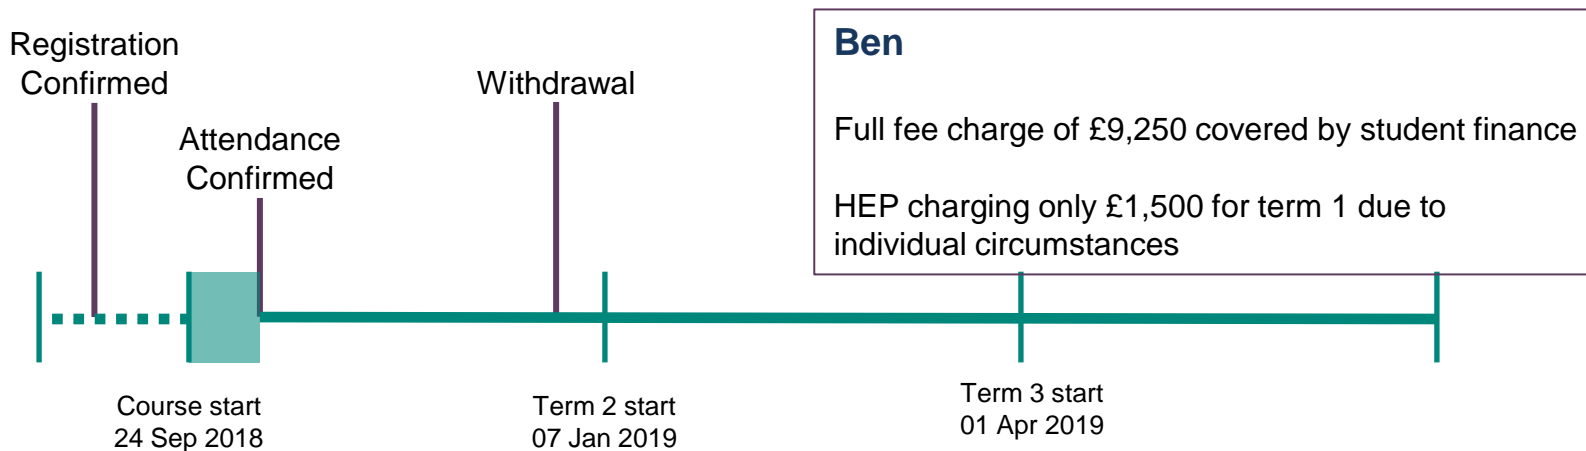 Registration
Confirmed
Attendance
Confirmed
Withdrawal
Ben
Full fee charge of £9,250 covered by student finance
HEP charging only £1,500 for term 1 due to
individual circumstances
Course start
24 Sep 2018
Term 2 start
07 Jan 2019
Term 3 start
01 Apr 2019